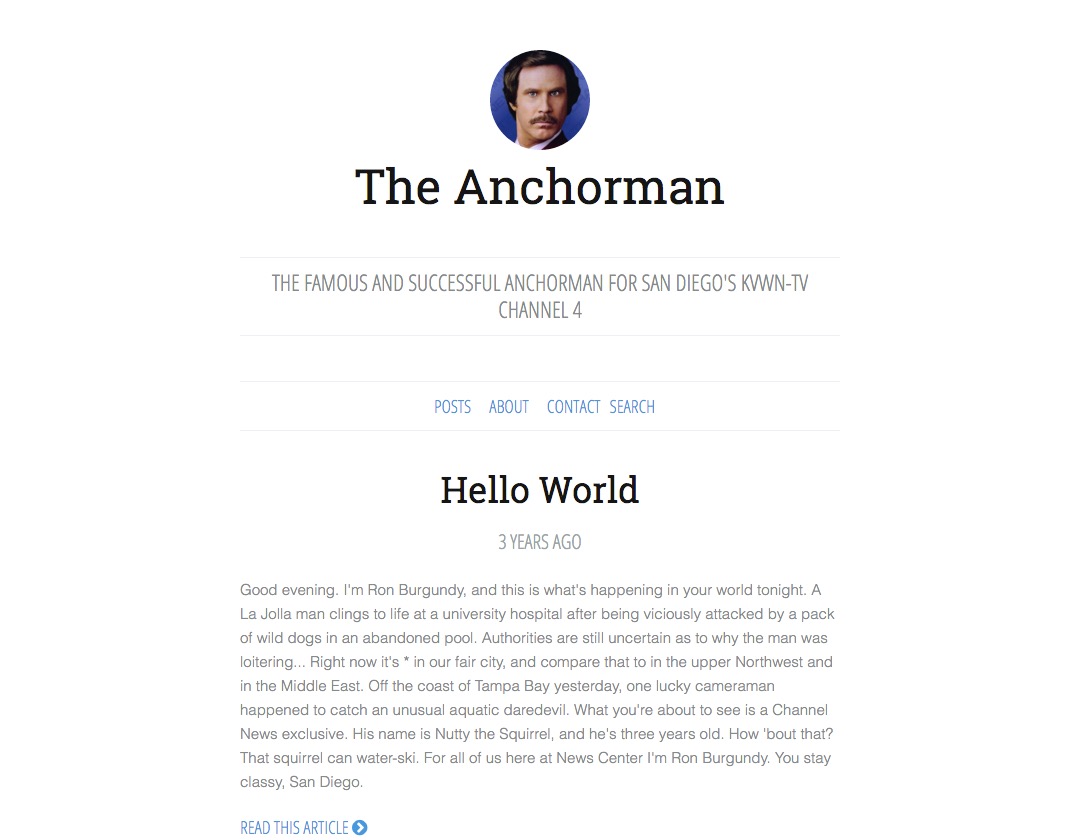 The Anchorman
THE FAMOUS AND SUCCESSFUL ANCHORMAN FOR SAN DIEGO'S KVWN-TV
CHANNEL 4
POSTS ABOUT CONTACT SEARCH
Hello World
3 YEARS AGO
Good evening. I'm Ron Burgundy, and this is what's happening in your world tonight. A
La Jolla man clings to life at a university hospital after being viciously attacked by a pack
of wild dogs in an abandoned pool. Authorities are still uncertain as to why the man was
loitering... Right now it's * in our fair city, and compare that to in the upper Northwest and
in the Middle East. Off the coast of Tampa Bay yesterday, one lucky cameraman
happened to catch an unusual aquatic daredevil. What you're about to see is a Channel
News exclusive. His name is Nutty the Squirrel, and he's three years old. How 'bout that?
That squirrel can water-ski. For all of us here at News Center I'm Ron Burgundy. You stay
classy, San Diego.
READ THIS ARTICLE